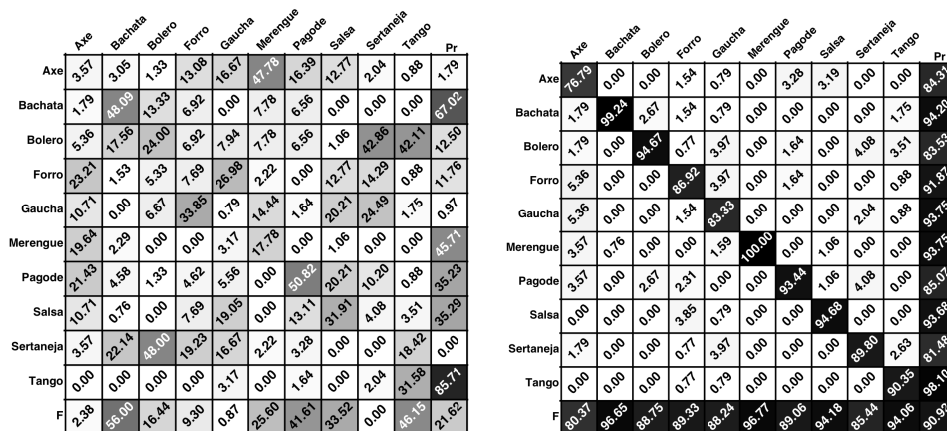 Axe Bachata Bolero Forro Gaucha Merengue Pagode Salsa Sertaneja Tango Pr
Axe 3.57 3.05 1.33 13.08 16.67 47.78 16.39 12.77 2.04 0.88 1.79
Bachata 1.79 48.09 13.33 6.92 0.00 7.78 6.56 0.00 0.00 0.00 67.02
Bolero 5.36 17.56 24.00 6.92 7.94 7.78 6.56 1.06 42.86 42.11 12.50
Forro 23.21 1.53 5.33 7.69 26.98 2.22 0.00 12.77 14.29 0.88 11.76
Gaucha 10.71 0.00 6.67 33.85 0.79 14.44 1.64 20.21 24.49 1.75 0.97
Merengue 19.64 2.29 0.00 0.00 3.17 17.78 0.00 1.06 0.00 0.00 45.71
Pagode 21.43 4.58 1.33 4.62 5.56 0.00 50.82 20.21 10.20 0.88 35.23
Salsa 10.71 0.76 0.00 7.69 19.05 0.00 13.11 31.91 4.08 3.51 35.29
Sertaneja 3.57 22.14 48.00 19.23 16.67 2.22 3.28 0.00 0.00 18.42 0.00
Tango 0.00 0.00 0.00 0.00 3.17 0.00 1.64 0.00 2.04 31.58 85.71
F 2.38 56.00 16.44 9.30 0.87 25.60 41.61 33.52 0.00 46.15 21.62
Axe Bachata Bolero Forro Gaucha Merengue Pagode Salsa Sertaneja Tango Pr
Axe 76.79 0.00 0.00 1.54 0.79 0.00 3.28 3.19 0.00 0.00 84.31
Bachata 1.79 99.24 2.67 1.54 0.79 0.00 0.00 0.00 0.00 1.75 94.20
Bolero 1.79 0.00 94.67 0.77 3.97 0.00 1.64 0.00 4.08 3.51 83.53
Forro 5.36 0.00 0.00 86.92 3.97 0.00 1.64 0.00 0.00 0.88 91.87
Gaucha 5.36 0.00 0.00 1.54 83.33 0.00 0.00 0.00 2.04 0.88 93.75
Merengue 3.57 0.76 0.00 0.00 1.59 100.00 0.00 1.06 0.00 0.00 93.75
Pagode 3.57 0.00 2.67 2.31 0.00 0.00 93.44 1.06 4.08 0.00 85.07
Salsa 0.00 0.00 0.00 3.85 0.79 0.00 0.00 94.68 0.00 0.00 93.68
Sertaneja 1.79 0.00 0.00 0.77 3.97 0.00 0.00 0.00 89.80 2.63 81.48
Tango 0.00 0.00 0.00 0.77 0.79 0.00 0.00 0.00 0.00 90.35 98.10
F 80.37 96.65 88.75 89.33 88.24 96.77 89.06 94.18 85.44 94.06